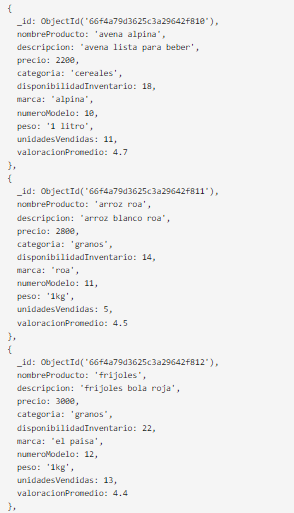 {
_id: ObjectId('66f4a79d3625c3a29642f810'),
nombreProducto: 'avena alpina',
descripcion: 'avena lista para beber',
precio: 2200,
categoria: 'cereales',
disponibilidadInventario: 18,
marca: 'alpina',
numeroModelo: 10,
peso: '1 litro',
unidadesVendidas: 11,
valoracionPromedio: 4.7
},
{
_id: ObjectId('66f4a79d3625c3a29642f811'),
nombreProducto: 'arroz roa',
descripcion: 'arroz blanco roa',
precio: 2800,
categoria: 'granos',
disponibilidadInventario: 14,
marca: 'roa',
numeroModelo: 11,
peso: '1kg',
unidadesVendidas: 5,
valoracionPromedio: 4.5
},
{
_id: ObjectId('66f4a79d3625c3a29642f812'),
nombreProducto: 'frijoles',
descripcion: 'frijoles bola roja',
precio: 3000,
categoria: 'granos',
disponibilidadInventario: 22,
marca: 'el paisa',
numeroModelo: 12,
peso: '1kg',
unidadesVendidas: 13,
valoracionPromedio: 4.4
},